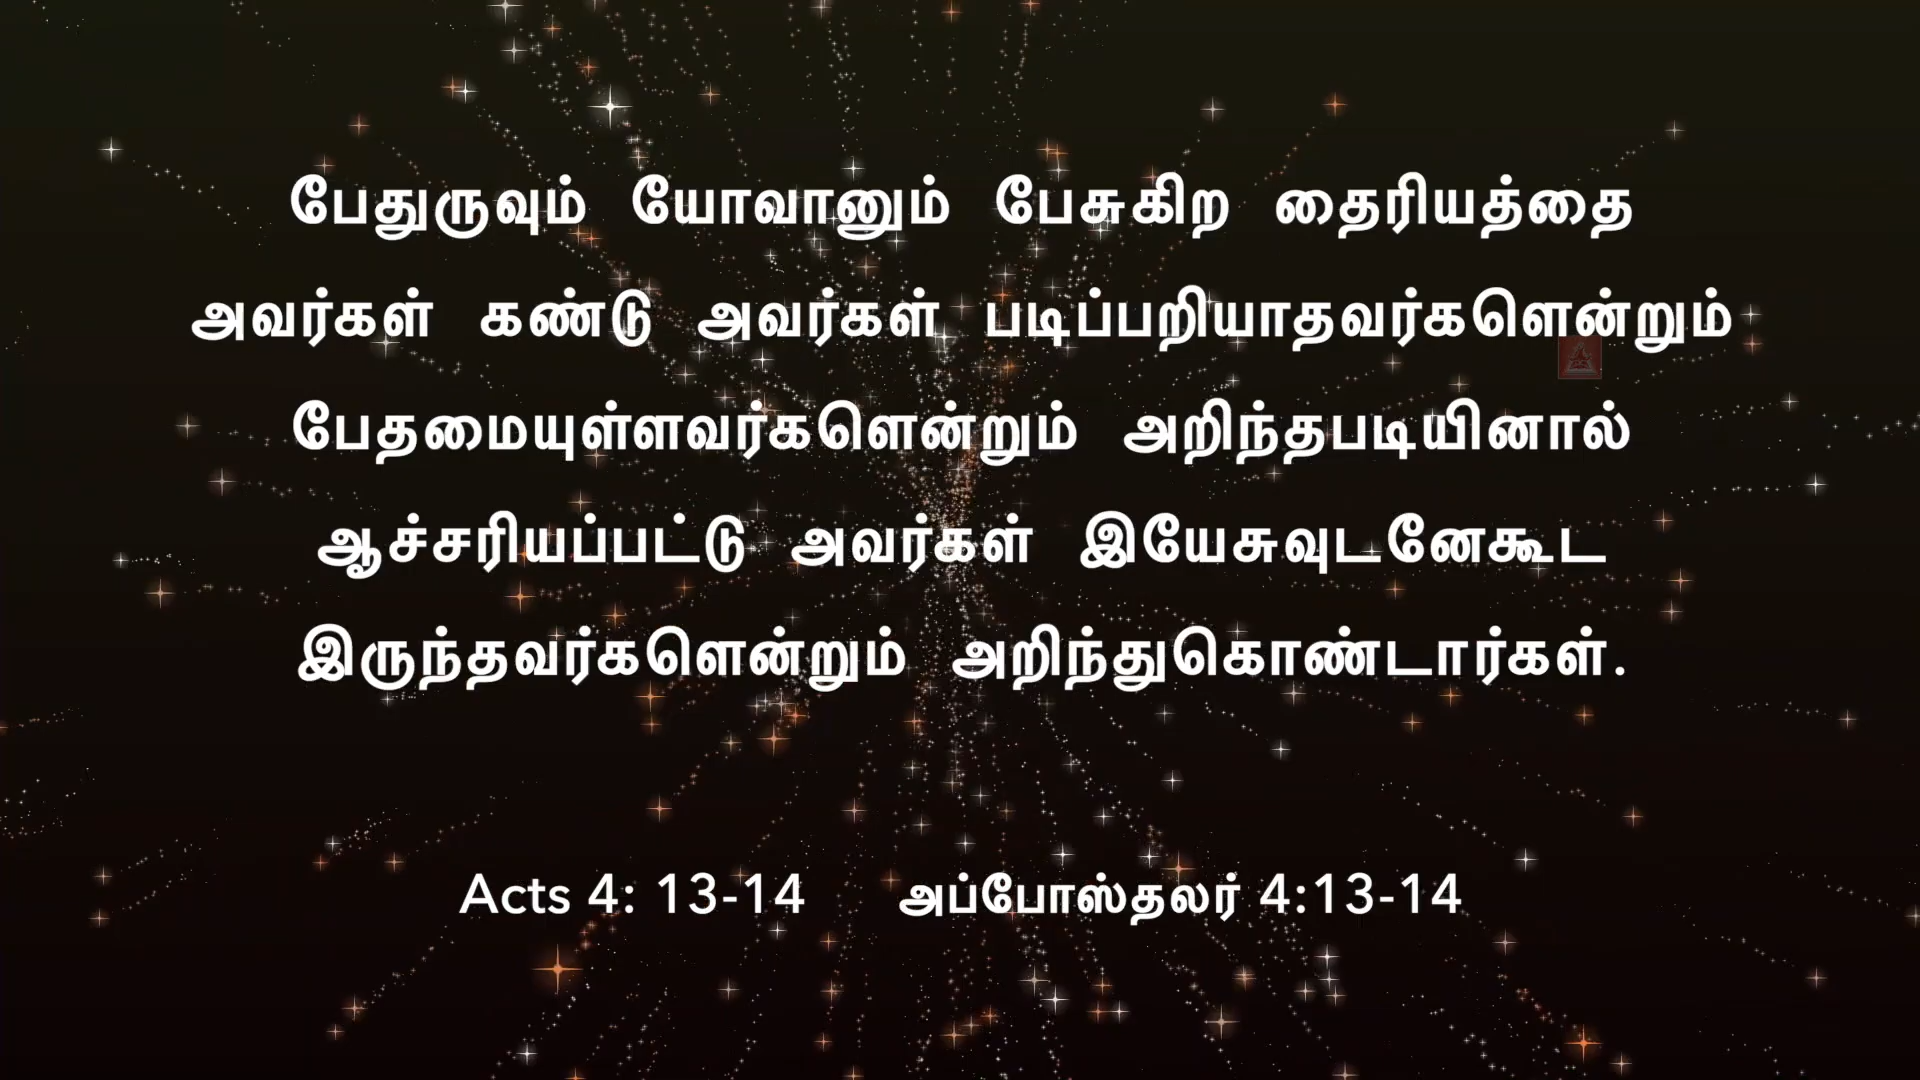 பேதுருவும் யோவானும் பேசுகிற தைரியத்தை
அவர்கள் கண்டு அவர்கள் படிப்பறியாதவர்களென்றும்
பேதமையுள்ளவர்களென்றும் அறிந்தபடியினால்
ஆச்சரியப்பட்டு அவர்கள் இயேசுவுடனேகூட
இருந்தவர்களென்றும் அறிந்துகொண்டார்கள்.
Acts 4: 13-14 அப்போஸ்தலர் 4:13-14